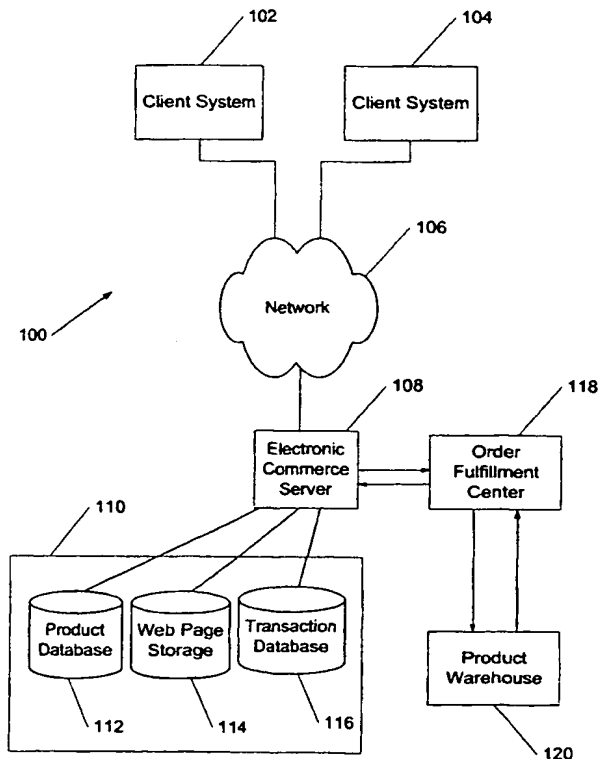 102
104
Client System
Client System
106
Network
100
108
118
Electronic
Commerce
Server
Order
Fulfillment
Center
110
Product
Database
Web Page
Storage
Transaction
Database
Product
Warehouse
112
114
116
120